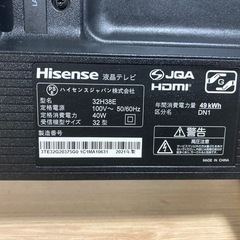 Hisense 液晶テレビ
JQA
HDMI
PS
E
ハイセンスジャパン株式会社
型名 32H38E
定格電圧 100V～ 50/60Hz
定格消費電力 40W
受信機型サイズ 32 型
年間消費電力量 49 kWh
区分名 DN1
警告
高圧注意
MADE IN CHINA
製造番号
2021年 製